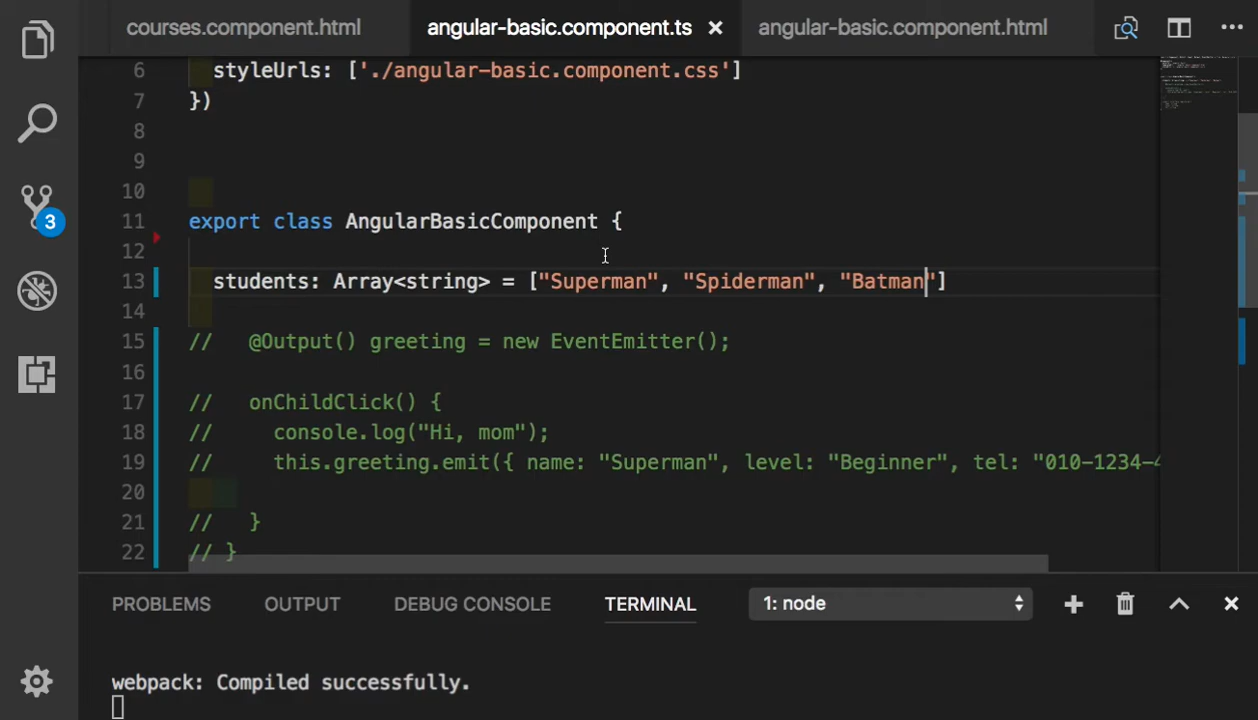 courses.component.html angular-basic.component.ts × angular-basic.component.html ...
6 styleUrls: ['./angular-basic.component.css']
7 })
8
9
10
11 export class AngularBasicComponent {
12
13 students: Array<string> = ["Superman", "Spiderman", "Batman"]
14
15 // @Output() greeting = new EventEmitter();
16
17 // onChildClick() {
18 // console.log("Hi, mom");
19 // this.greeting.emit({ name: "Superman", level: "Beginner", tel: "010-1234-4
20
21 // }
22 // }
3
PROBLEMS OUTPUT DEBUG CONSOLE TERMINAL 1: node
webpack: Compiled successfully.